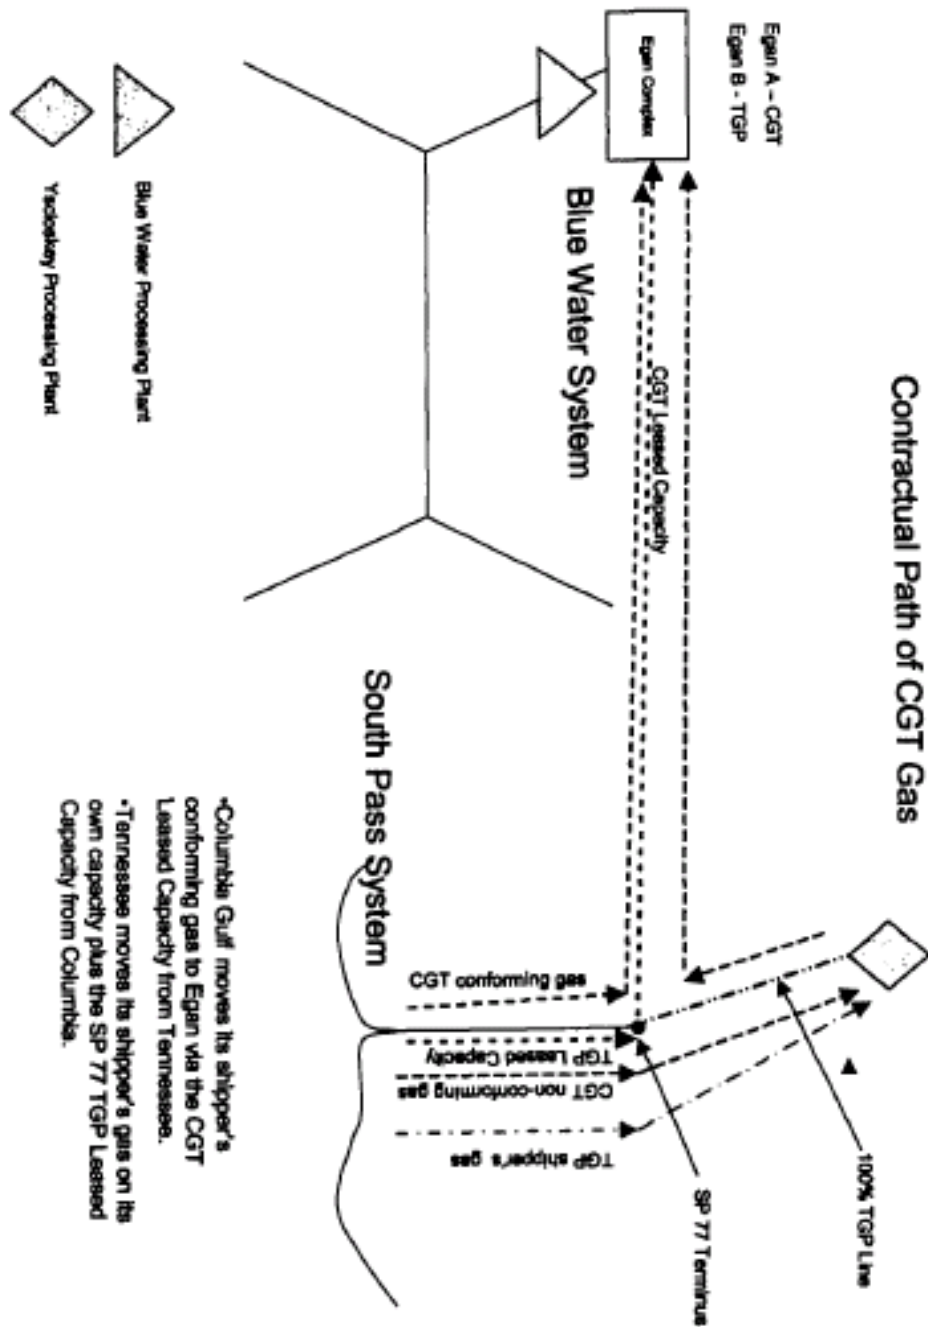 Contractual Path of CGT Gas
Egan A – CGT
Egan B - TGP
Egan Complex
CGT Leased Capacity
Blue Water System
100% TGP Line
SP 77 Terminus
CGT conforming gas
TGP Leased Capacity
CGT non-conforming gas
TGP shipper's gas
South Pass System
•Columbia Gulf moves its shipper's
conforming gas to Egan via the CGT
Leased Capacity from Tennessee.
•Tennessee moves its shipper's gas on its
own capacity plus the SP 77 TGP Leased
Capacity from Columbia.
Blue Water Processing Plant
Yscloskey Processing Plant